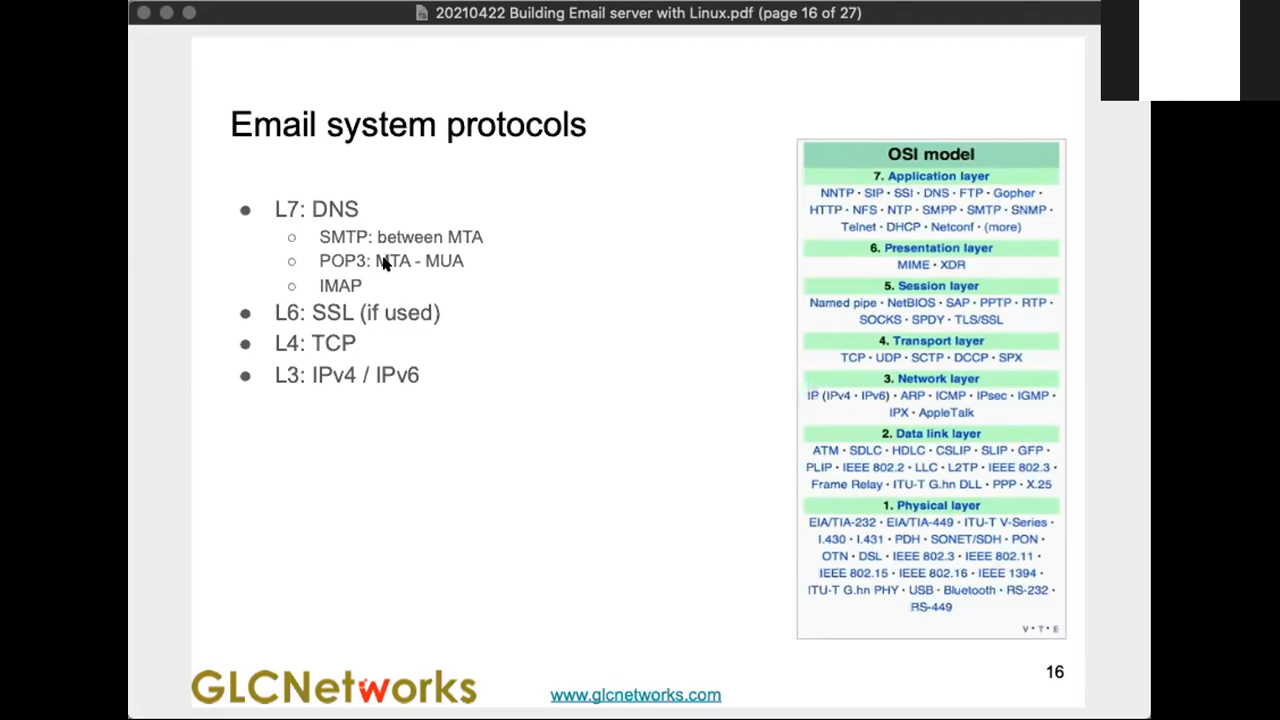 20210422 Building Email server with Linux.pdf (page 16 of 27)
Email system protocols
L7: DNS
SMTP: between MTA
POP3: MTA - MUA
IMAP
L6: SSL (if used)
L4: TCP
L3: IPv4 / IPv6
OSI model
7. Application layer
NNTP · SIP · SSI · DNS · FTP · Gopher ·
HTTP · NFS · NTP · SMPP · SMTP · SNMP ·
Telnet · DHCP · Netconf · (more)
6. Presentation layer
MIME · XDR
5. Session layer
Named pipe · NetBIOS · SAP · PPTP · RTP ·
SOCKS · SPDY · TLS/SSL
4. Transport layer
TCP · UDP · SCTP · DCCP · SPX
3. Network layer
IP (IPv4 · IPv6) · ARP · ICMP · IPsec · IGMP ·
IPX · AppleTalk
2. Data link layer
ATM · SDLC · HDLC · CSLIP · SLIP · GFP ·
PLIP · IEEE 802.2 · LLC · L2TP · IEEE 802.3 ·
Frame Relay · ITU-T G.hn DLL · PPP · X.25
1. Physical layer
EIA/TIA-232 · EIA/TIA-449 · ITU-T V-Series ·
I.430 · I.431 · PDH · SONET/SDH · PON ·
OTN · DSL · IEEE 802.3 · IEEE 802.11 ·
IEEE 802.15 · IEEE 802.16 · IEEE 1394 ·
ITU-T G.hn PHY · USB · Bluetooth · RS-232 ·
RS-449
V · T · E
16
GLCNetworks
www.glcnetworks.com